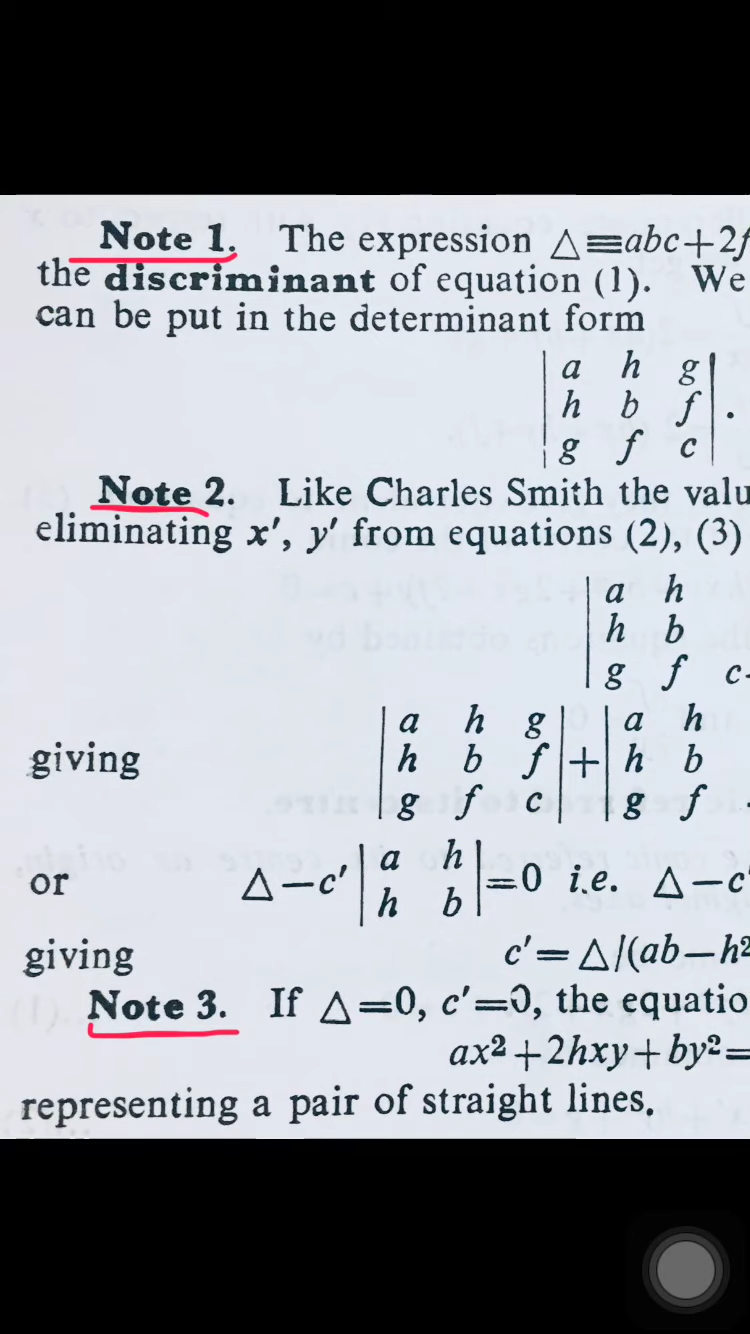 Note 1. The expression △≡abc+2f
the discriminant of equation (1). We
can be put in the determinant form
| a h g |
| h b f | .
| g f c |
Note 2. Like Charles Smith the valu
eliminating x′, y′ from equations (2), (3)
| a h
| h b
| g f c-
giving | a h g | | a h
| h b f | + | h b
| g f c | | g f
or △−c′ | a h | =0 i.e. △−c′
| h b |
giving c′=△/(ab−h²
Note 3. If △=0, c′=0, the equatio
ax²+2hxy+by²=
representing a pair of straight lines.